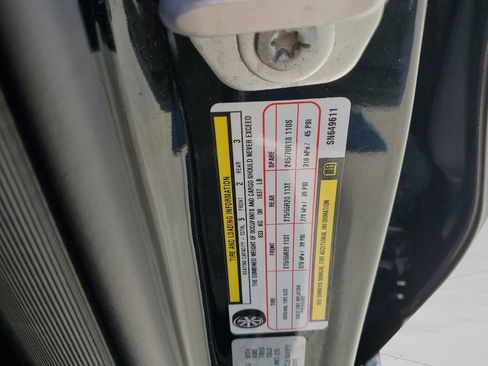 TIRE AND LOADING INFORMATION
SEATING CAPACITY - TOTAL 5 FRONT 2 REAR 3
THE COMBINED WEIGHT OF OCCUPANTS AND CARGO SHOULD NEVER EXCEED
833 KG OR 1837 LB
TIRE FRONT REAR SPARE
ORIGINAL TIRE SIZE 275/55R20 113T 275/55R20 113T 245/70R18 110S
COLD TIRE INFLATION PRESSURE 270 kPa / 39 PSI 270 kPa / 39 PSI 310 kPa / 45 PSI
SEE OWNERS MANUAL FOR ADDITIONAL INFORMATION
SN649611